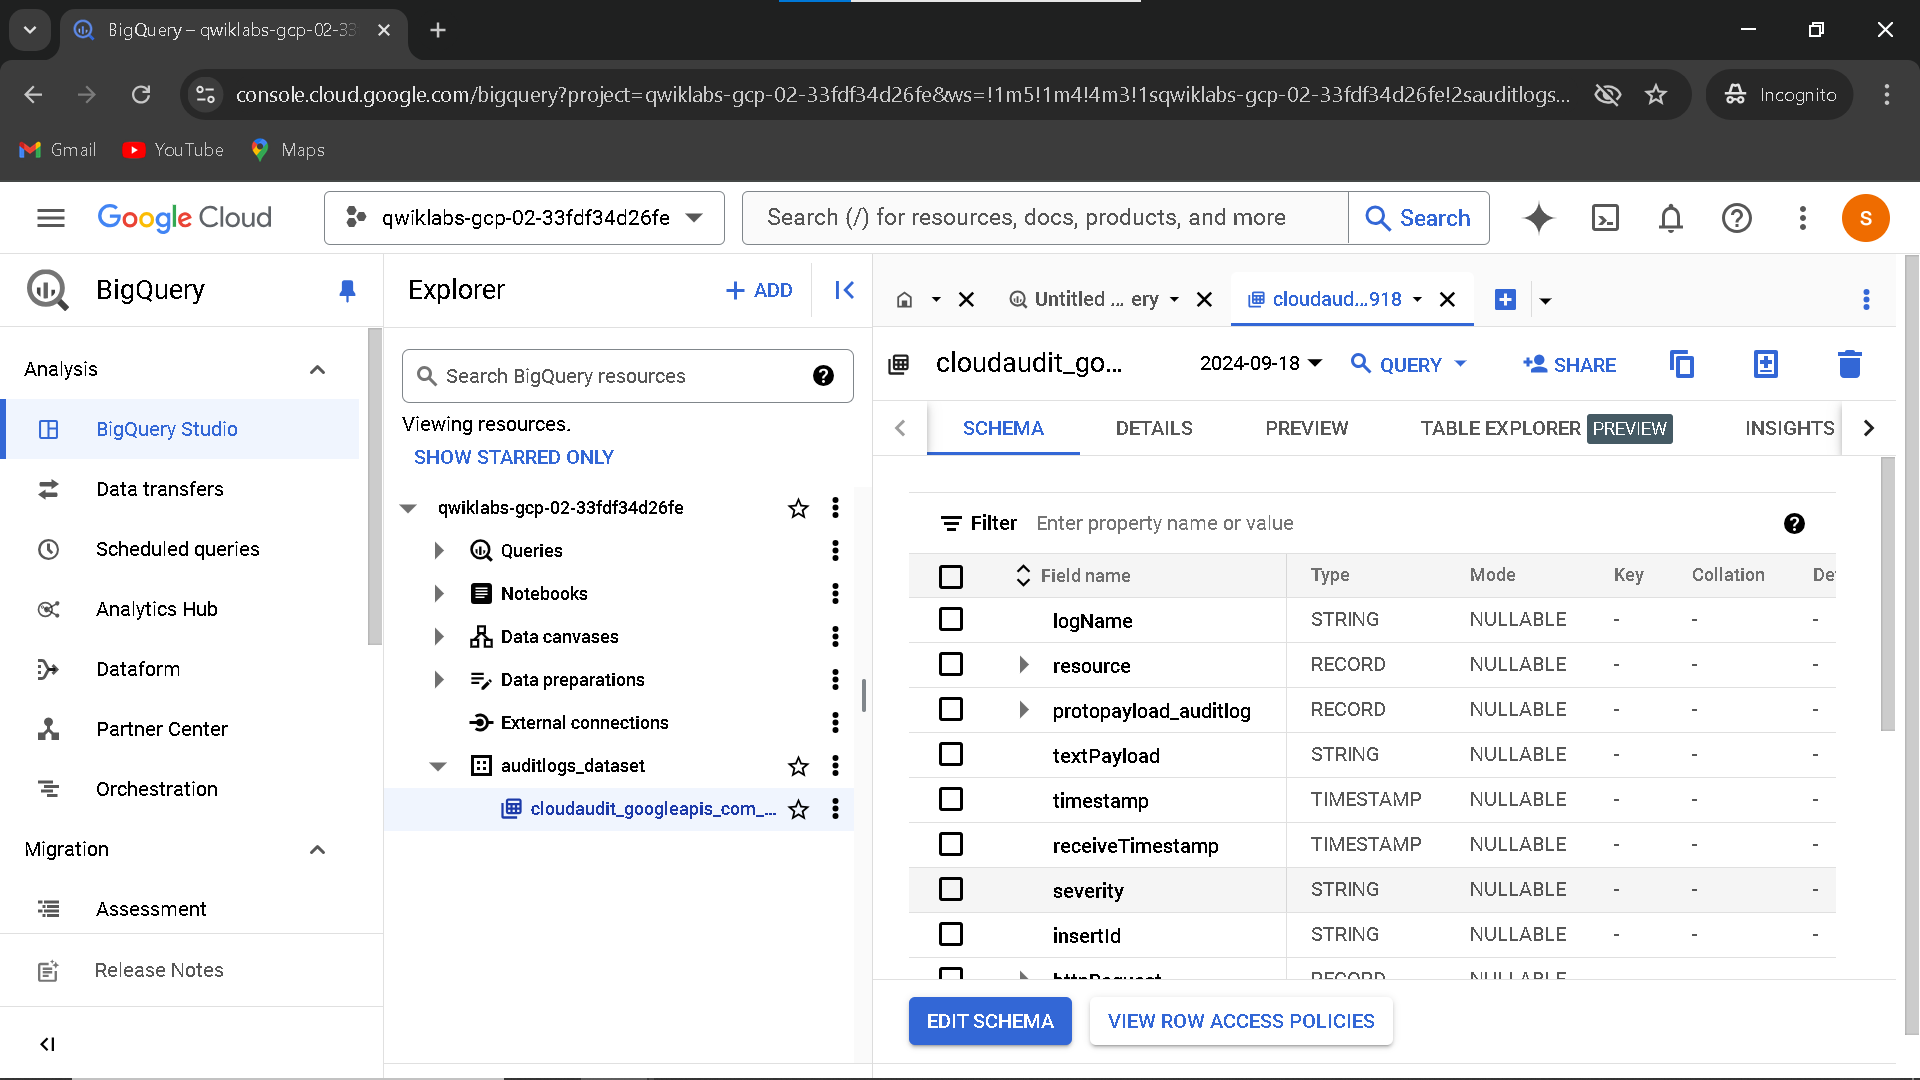 BigQuery – qwiklabs-gcp-02-33
console.cloud.google.com/bigquery?project=qwiklabs-gcp-02-33fdf34d26fe&ws=!1m5!1m4!4m3!1sqwiklabs-gcp-02-33fdf34d26fe!2sauditlogs...
Incognito
Gmail
YouTube
Maps
Google Cloud
qwiklabs-gcp-02-33fdf34d26fe
Search (/) for resources, docs, products, and more
Search
S
BigQuery
Analysis
BigQuery Studio
Data transfers
Scheduled queries
Analytics Hub
Dataform
Partner Center
Orchestration
Migration
Assessment
Release Notes
Explorer
+ ADD
Search BigQuery resources
Viewing resources.
SHOW STARRED ONLY
qwiklabs-gcp-02-33fdf34d26fe
Queries
Notebooks
Data canvases
Data preparations
External connections
auditlogs_dataset
cloudaudit_googleapis_com_...
Untitled ... ery
cloudaud...918
cloudaudit_go...
2024-09-18
QUERY
SHARE
SCHEMA
DETAILS
PREVIEW
TABLE EXPLORER PREVIEW
INSIGHTS
Filter Enter property name or value
Field name Type Mode Key Collation De
logName STRING NULLABLE - - -
resource RECORD NULLABLE - - -
protopayload_auditlog RECORD NULLABLE - - -
textPayload STRING NULLABLE - - -
timestamp TIMESTAMP NULLABLE - - -
receiveTimestamp TIMESTAMP NULLABLE - - -
severity STRING NULLABLE - - -
insertId STRING NULLABLE - - -
httpRequest RECORD NULLABLE
EDIT SCHEMA
VIEW ROW ACCESS POLICIES